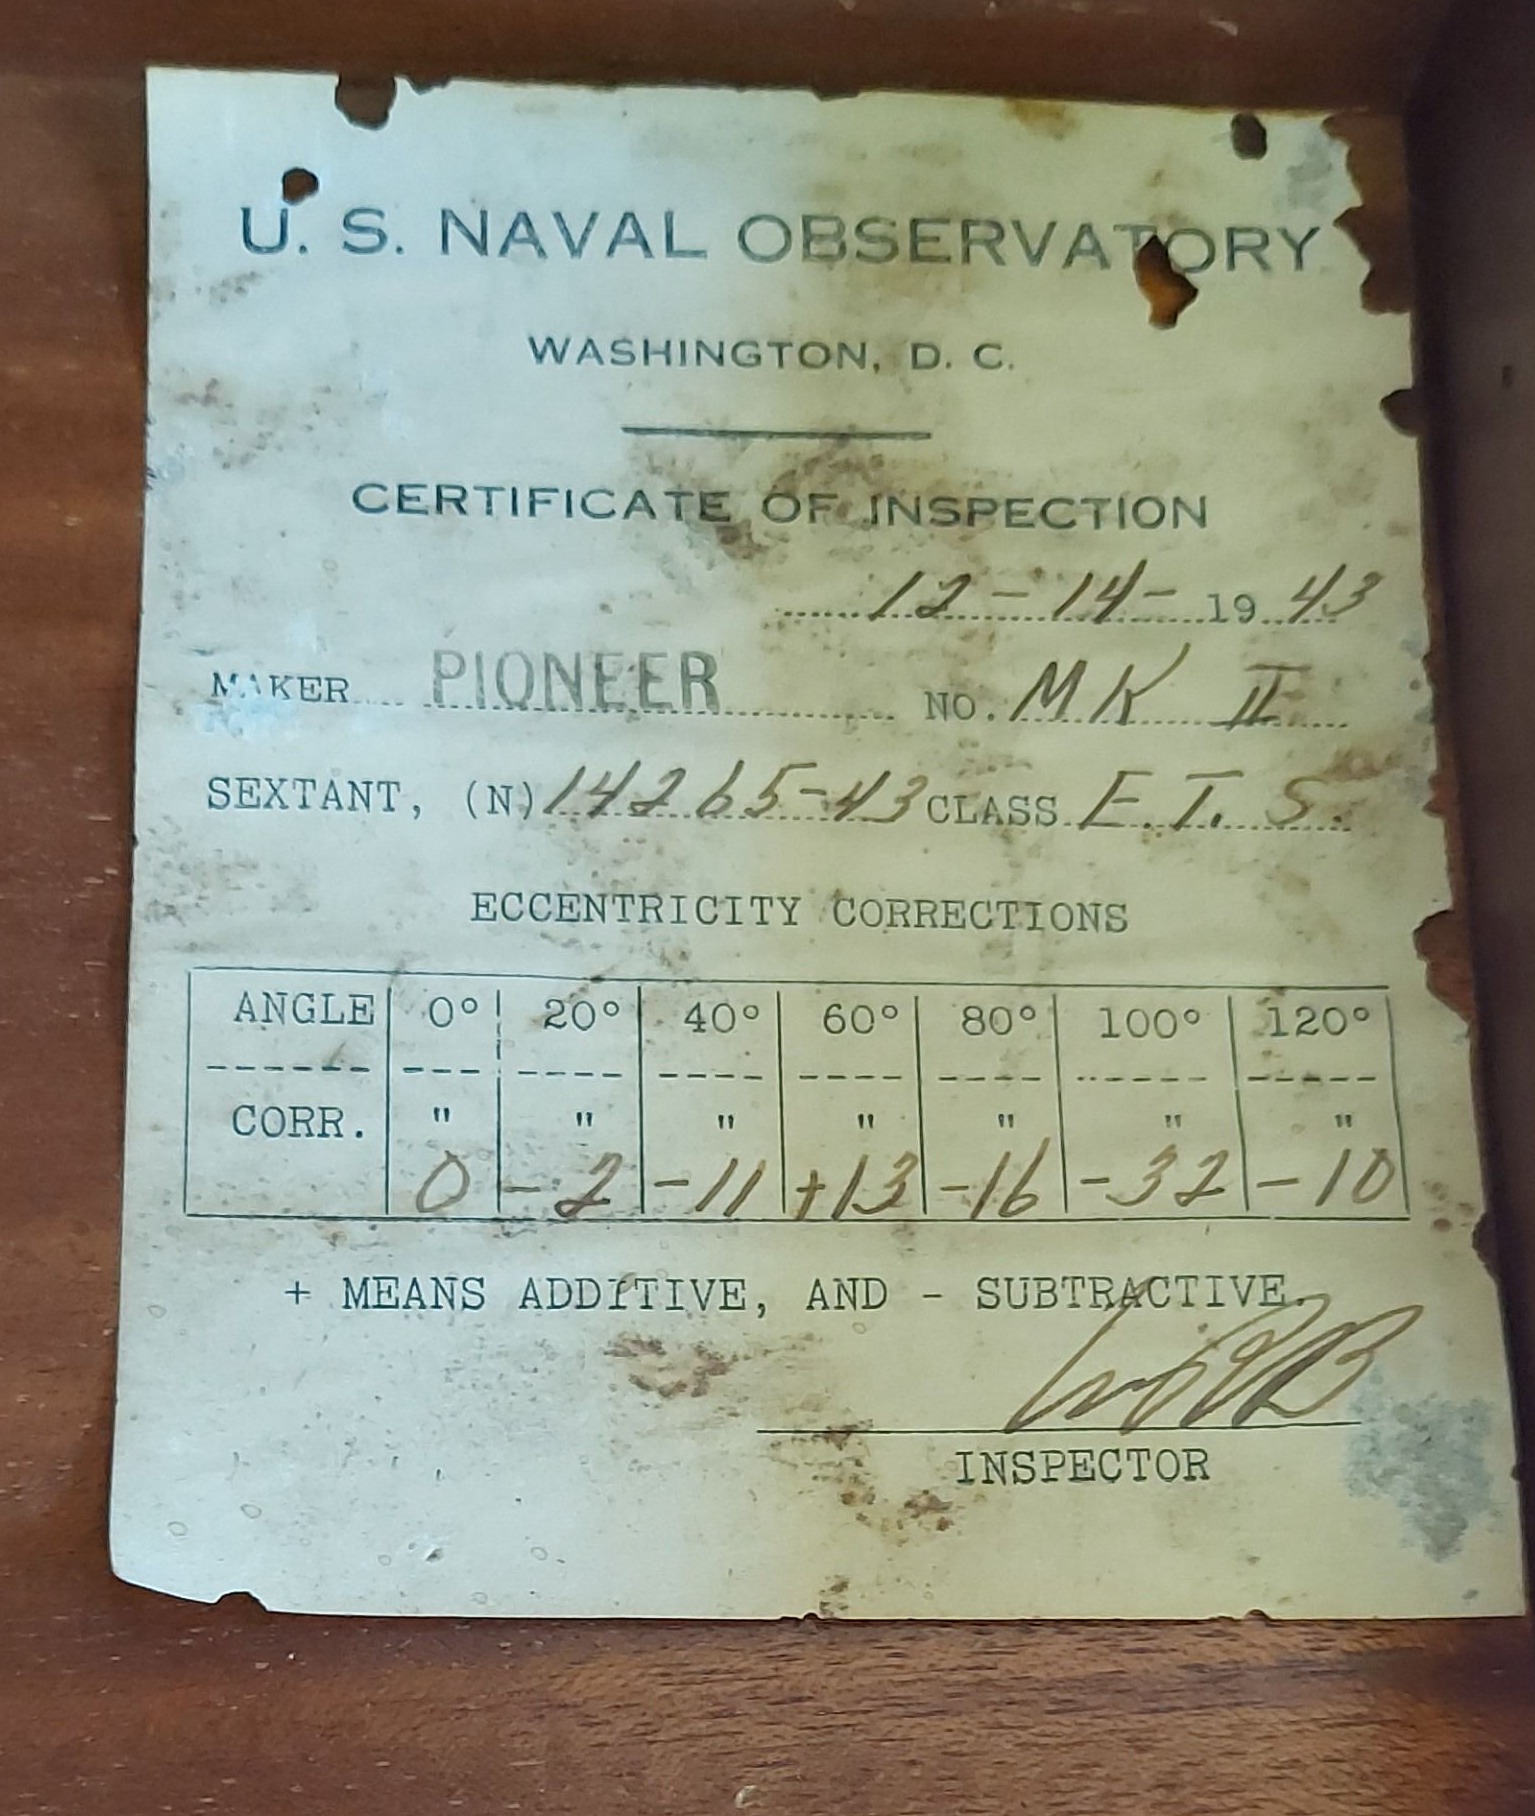 U. S. NAVAL OBSERVATORY
WASHINGTON, D. C.
CERTIFICATE OF INSPECTION
12-14- 1943
MAKER PIONEER NO. MK II
SEXTANT, (N) 14265-43 CLASS E.T.S.
ECCENTRICITY CORRECTIONS
ANGLE 0° 20° 40° 60° 80° 100° 120°
CORR. " " " " " " "
0 -2 -11 +13 -16 -32 -10
+ MEANS ADDITIVE, AND - SUBTRACTIVE.
INSPECTOR